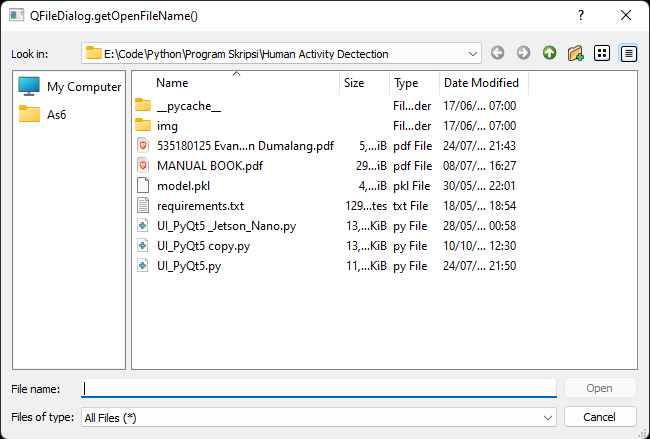 QFileDialog.getOpenFileName()
Look in: E:\Code\Python\Program Skripsi\Human Activity Dectection
My Computer
As6
Name Size Type Date Modified
__pycache__ Fil...der 17/06/... 07:00
img Fil...der 17/06/... 07:00
535180125 Evan...n Dumalang.pdf 5,...iB pdf File 24/07/... 21:43
MANUAL BOOK.pdf 29...iB pdf File 08/07/... 16:27
model.pkl 4,...iB pkl File 30/05/... 22:01
requirements.txt 129...tes txt File 18/05/... 18:54
UI_PyQt5 _Jetson_Nano.py 13,...KiB py File 28/05/... 00:58
UI_PyQt5 copy.py 13,...KiB py File 10/10/... 12:30
UI_PyQt5.py 11,...KiB py File 24/07/... 21:50
File name: Open
Files of type: All Files (*) Cancel